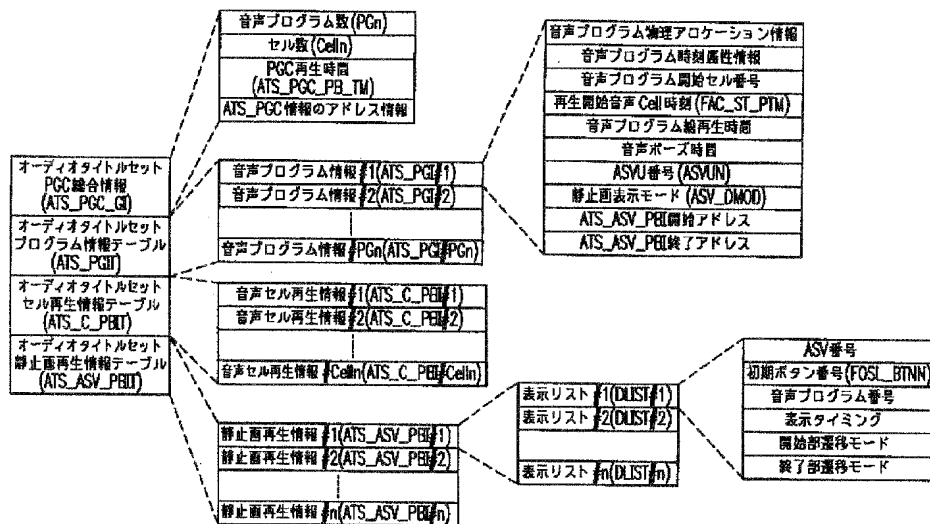 オーディオタイトルセット
PGC総合情報
(ATS_PGC_GI)
オーディオタイトルセット
プログラム情報テーブル
(ATS_PGIT)
オーディオタイトルセット
セル再生情報テーブル
(ATS_C_PBIT)
オーディオタイトルセット
静止画再生情報テーブル
(ATS_ASV_PBIT)
音声プログラム数(PGn)
セル数(Celln)
PGC再生時間
(ATS_PGC_PB_TM)
ATS_PGC情報のアドレス情報
音声プログラム情報 #1(ATS_PGI#1)
音声プログラム情報 #2(ATS_PGI#2)
音声プログラム情報 #PGn(ATS_PGI#PGn)
音声プログラム物理アロケーション情報
音声プログラム時刻属性情報
音声プログラム開始セル番号
再生開始音声Cell時刻(FAC_ST_PTM)
音声プログラム総再生時間
音声ポーズ時間
ASVU番号(ASVUN)
静止画表示モード(ASV_DMOD)
ATS_ASV_PBI開始アドレス
ATS_ASV_PBI終了アドレス
音声セル再生情報 #1(ATS_C_PBI#1)
音声セル再生情報 #2(ATS_C_PBI#2)
音声セル再生情報 #Celln(ATS_C_PBI#Celln)
静止画再生情報 #1(ATS_ASV_PBI#1)
静止画再生情報 #2(ATS_ASV_PBI#2)
静止画再生情報 #n(ATS_ASV_PBI#n)
表示リスト #1(DLIST#1)
表示リスト #2(DLIST#2)
表示リスト #n(DLIST#n)
ASV番号
初期ボタン番号(FOSL_BTNN)
音声プログラム番号
表示タイミング
開始部遷移モード
終了部遷移モード